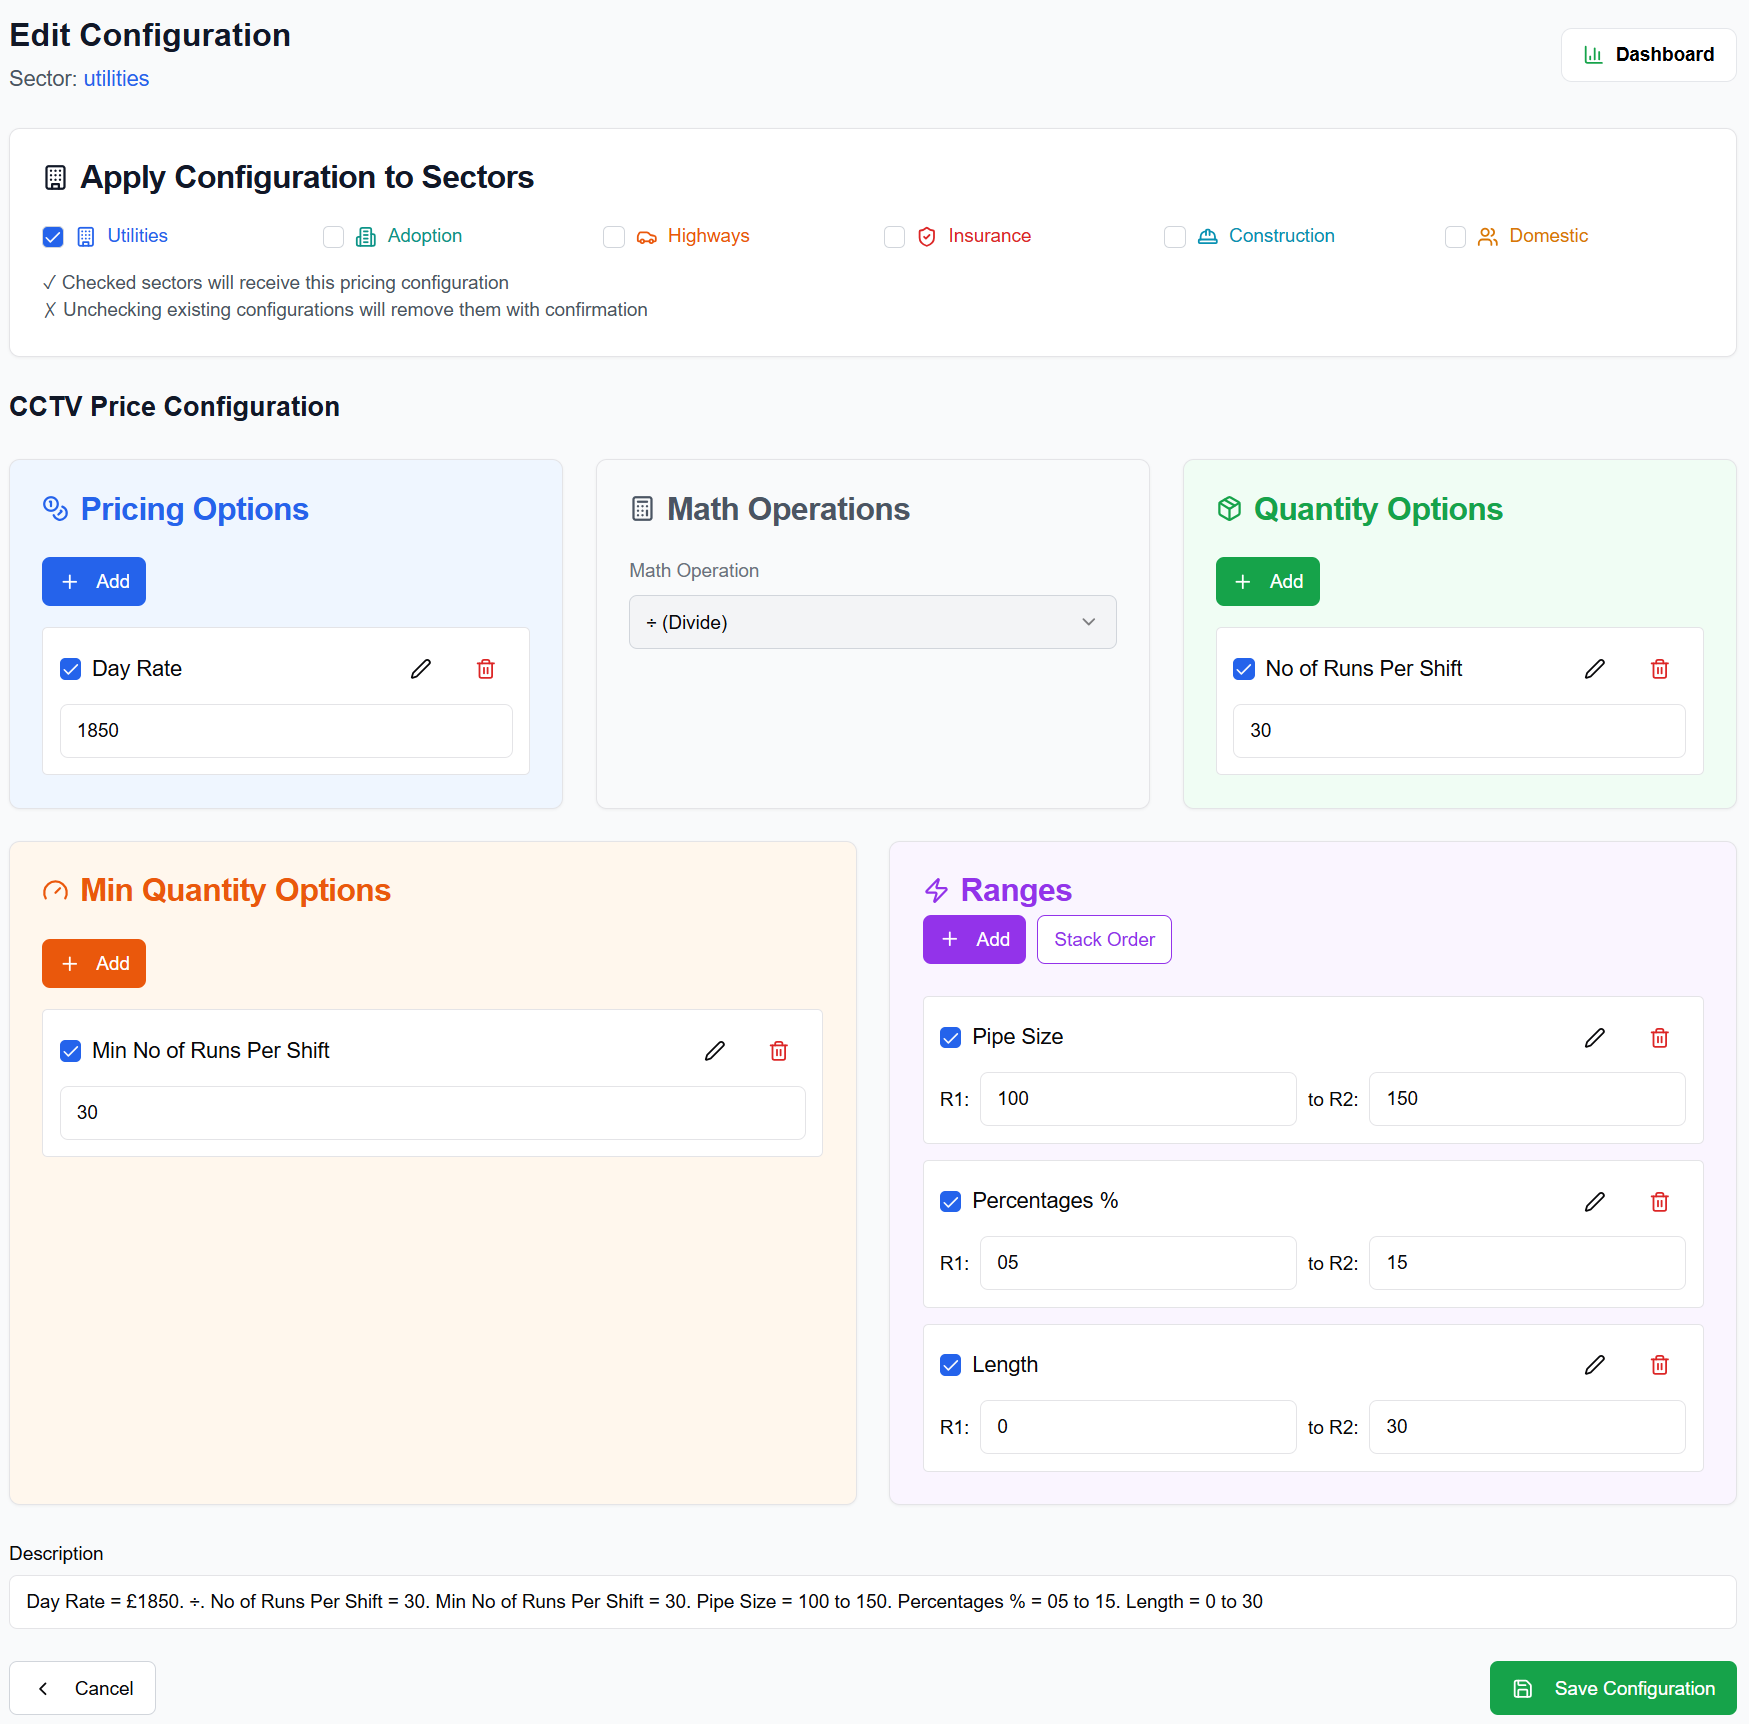 Edit Configuration
Sector: utilities
Dashboard
Apply Configuration to Sectors
Utilities
Adoption
Highways
Insurance
Construction
Domestic
✓ Checked sectors will receive this pricing configuration
✗ Unchecking existing configurations will remove them with confirmation
CCTV Price Configuration
Pricing Options
+ Add
Day Rate
1850
Math Operations
Math Operation
÷ (Divide)
Quantity Options
+ Add
No of Runs Per Shift
30
Min Quantity Options
+ Add
Min No of Runs Per Shift
30
Ranges
+ Add
Stack Order
Pipe Size
R1: 100 to R2: 150
Percentages %
R1: 05 to R2: 15
Length
R1: 0 to R2: 30
Description
Day Rate = £1850. ÷. No of Runs Per Shift = 30. Min No of Runs Per Shift = 30. Pipe Size = 100 to 150. Percentages % = 05 to 15. Length = 0 to 30
Cancel
Save Configuration